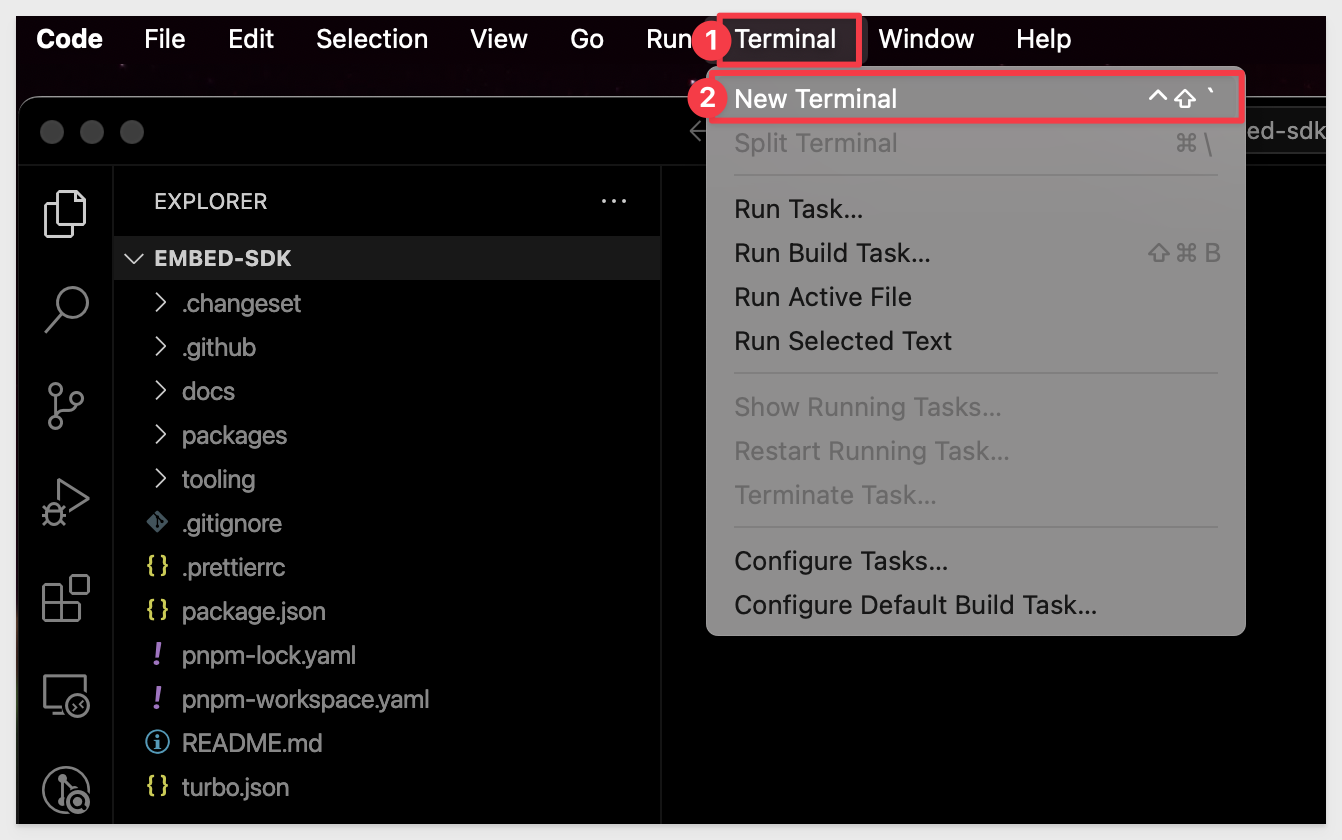 Code File Edit Selection View Go Run Terminal Window Help
1
2
New Terminal ^⇧`
Split Terminal ⌘\
ed-sdk
Run Task...
Run Build Task... ⇧⌘B
Run Active File
Run Selected Text
Show Running Tasks...
Restart Running Task...
Terminate Task...
Configure Tasks...
Configure Default Build Task...
EXPLORER ...
EMBED-SDK
.changeset
.github
docs
packages
tooling
.gitignore
{} .prettierrc
{} package.json
! pnpm-lock.yaml
! pnpm-workspace.yaml
README.md
{} turbo.json